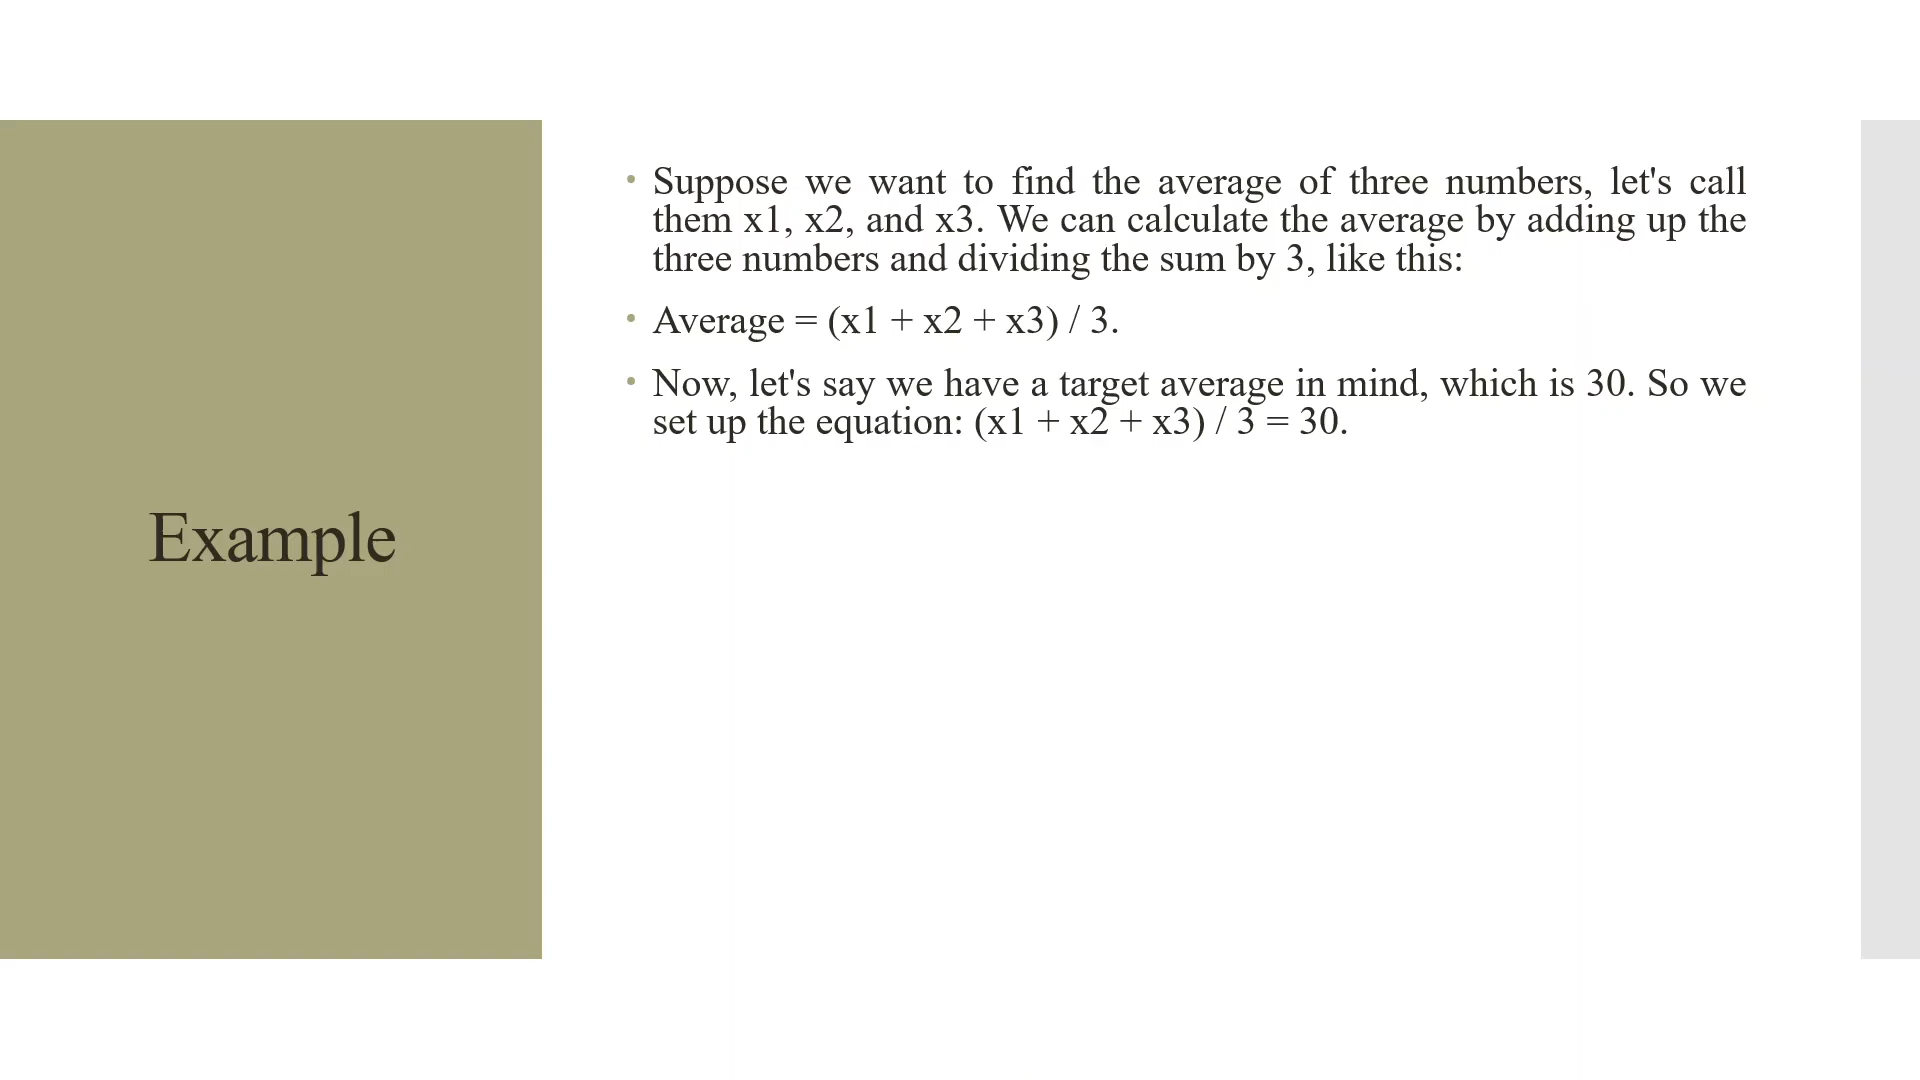 Example
• Suppose we want to find the average of three numbers, let's call
them x1, x2, and x3. We can calculate the average by adding up the
three numbers and dividing the sum by 3, like this:
• Average = (x1 + x2 + x3) / 3.
• Now, let's say we have a target average in mind, which is 30. So we
set up the equation: (x1 + x2 + x3) / 3 = 30.